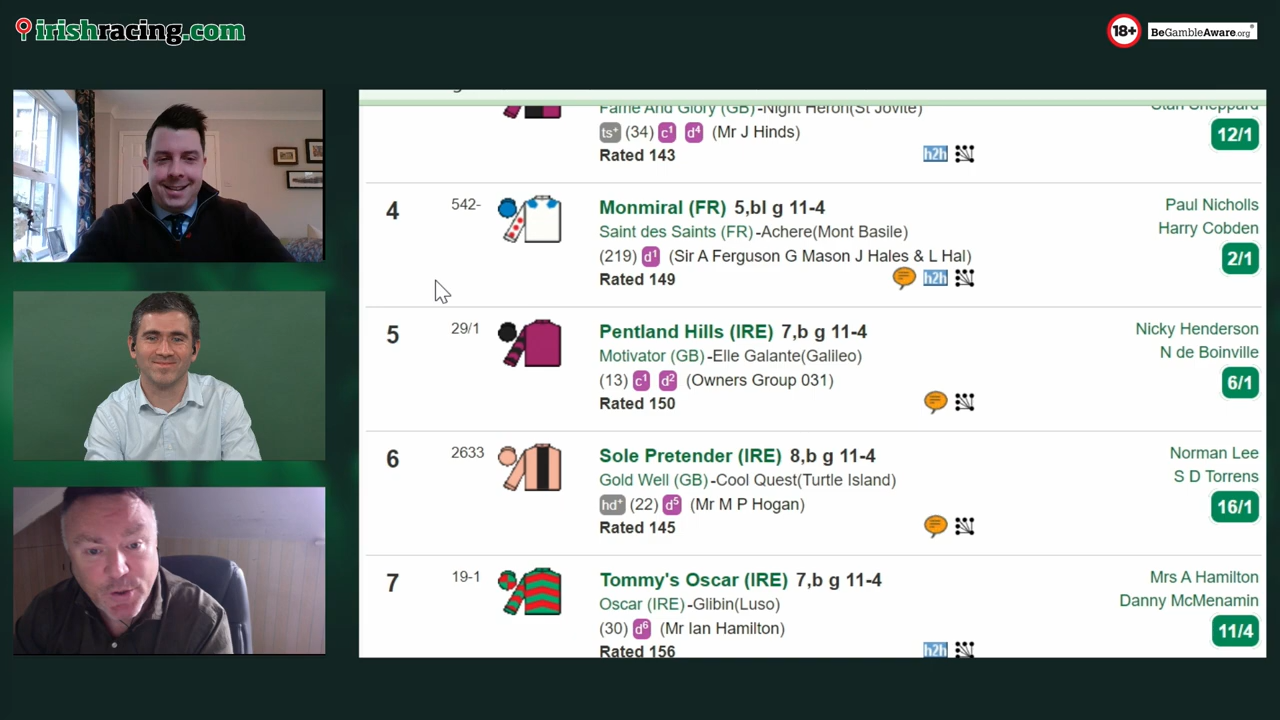 irishracing.com
18+
BeGambleAware.org®
Fame And Glory (GB)-Night Heron(St Jovite)
Stan Sheppard
ts+ (34) c1 d4 (Mr J Hinds)
12/1
Rated 143
h2h
4
542-
Monmiral (FR) 5,bl g 11-4
Paul Nicholls
Saint des Saints (FR)-Achere(Mont Basile)
Harry Cobden
(219) d1 (Sir A Ferguson G Mason J Hales & L Hal)
2/1
Rated 149
h2h
5
29/1
Pentland Hills (IRE) 7,b g 11-4
Nicky Henderson
Motivator (GB)-Elle Galante(Galileo)
N de Boinville
(13) c1 d2 (Owners Group 031)
6/1
Rated 150
6
2633
Sole Pretender (IRE) 8,b g 11-4
Norman Lee
Gold Well (GB)-Cool Quest(Turtle Island)
S D Torrens
hd+ (22) d5 (Mr M P Hogan)
16/1
Rated 145
7
19-1
Tommy's Oscar (IRE) 7,b g 11-4
Mrs A Hamilton
Oscar (IRE)-Glibin(Luso)
Danny McMenamin
(30) d6 (Mr Ian Hamilton)
11/4
Rated 156
h2h